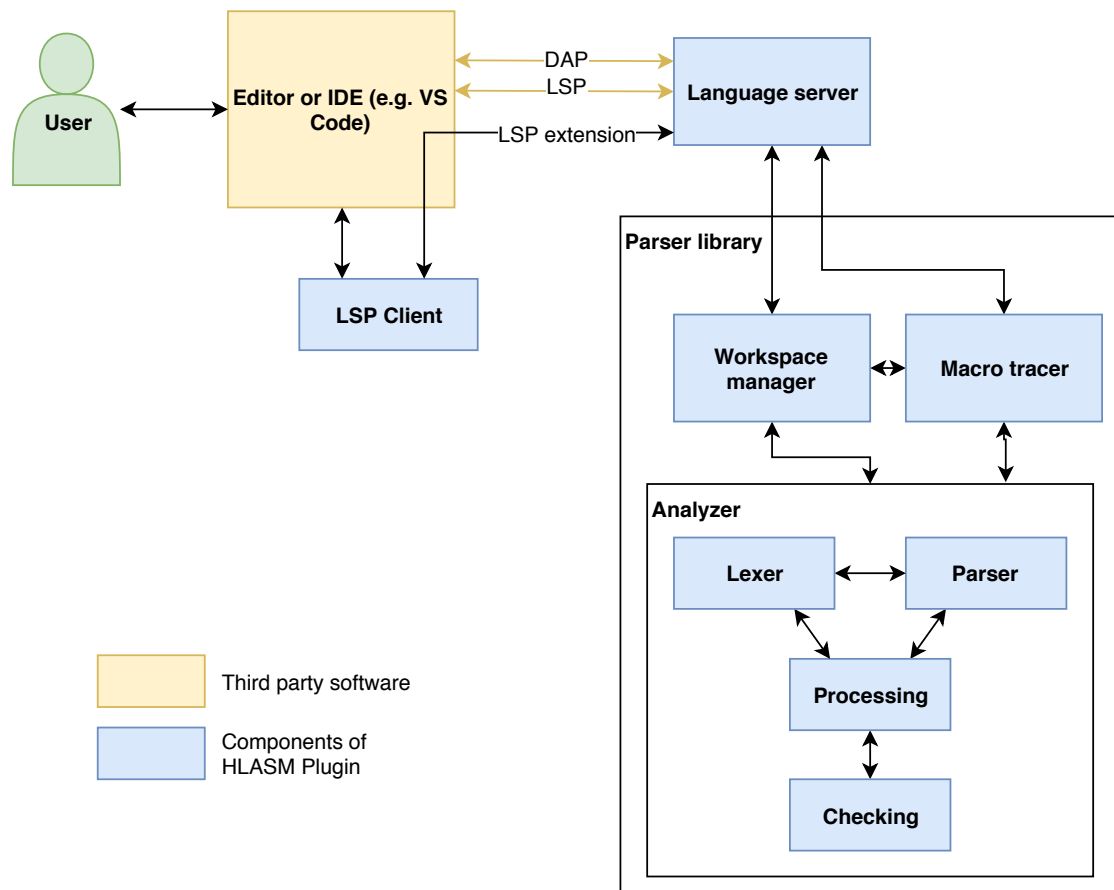 User
Editor or IDE (e.g. VS
Code)
DAP
LSP
LSP extension
Language server
LSP Client
Parser library
Workspace
manager
Macro tracer
Analyzer
Lexer
Parser
Processing
Checking
Third party software
Components of
HLASM Plugin